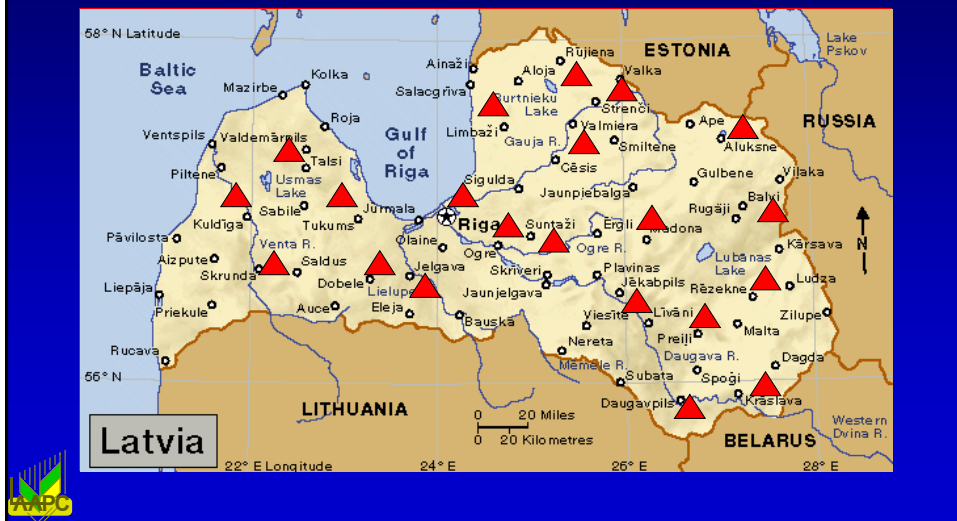 58° N Latitude
Ainaži
Rūjiena
ESTONIA
Lake
Pskov
Baltic
Sea
Kolka
Aloja
Valka
Mazirbe
Salacgrīva
Burtnieku
Lake
Strenči
Roja
Gulf
of
Riga
Limbaži
Valmiera
Ape
RUSSIA
Ventspils
Valdemārpils
Gauja R.
Smiltene
Aluksne
Talsi
Cēsis
Piltene
Usmas
Lake
Sigulda
Jaunpiebalga
Gulbene
Viļaka
Sabile
Jūrmala
Rugāji
Balvi
Kuldīga
Tukums
Riga
Suntaži
Ērgli
Madona
N
Pāvilosta
Venta R.
Olaine
Ogre
Ogre R.
Lubānas
Lake
Kārsava
Aizpute
Skrunda
Saldus
Jelgava
Skriveri
Plavinas
Liepāja
Dobele
Lielupe
Jaunjelgava
Jēkabpils
Rēzekne
Ludza
Priekule
Auce
Eleja
Bauska
Viesīte
Līvāni
Malta
Zilupe
Nereta
Preiļi
Rucava
Mēmele R.
Daugava R.
Dagda
56° N
Subata
Spoģi
LITHUANIA
0 20 Miles
0 20 Kilometres
Daugavpils
Krāslava
Western
Dvina R.
BELARUS
Latvia
22° E Longitude
24° E
26° E
28° E
AAPC